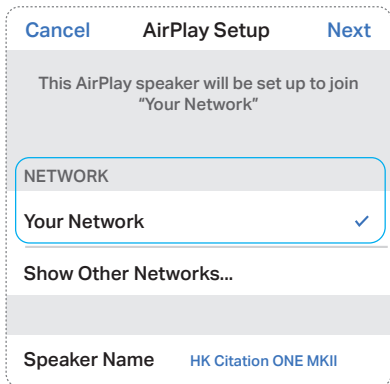 Cancel AirPlay Setup Next
This AirPlay speaker will be set up to join
"Your Network"
NETWORK
Your Network
Show Other Networks...
Speaker Name HK Citation ONE MKII